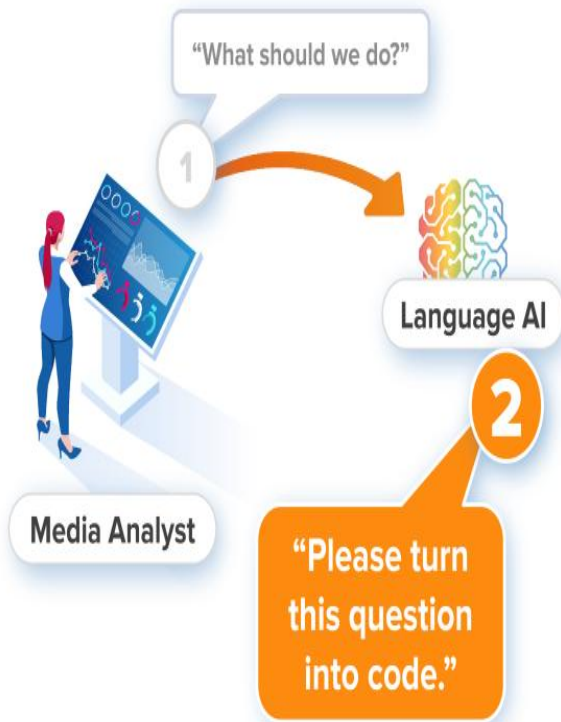 “What should we do?”
1
Language AI
2
Media Analyst
“Please turn
this question
into code.”